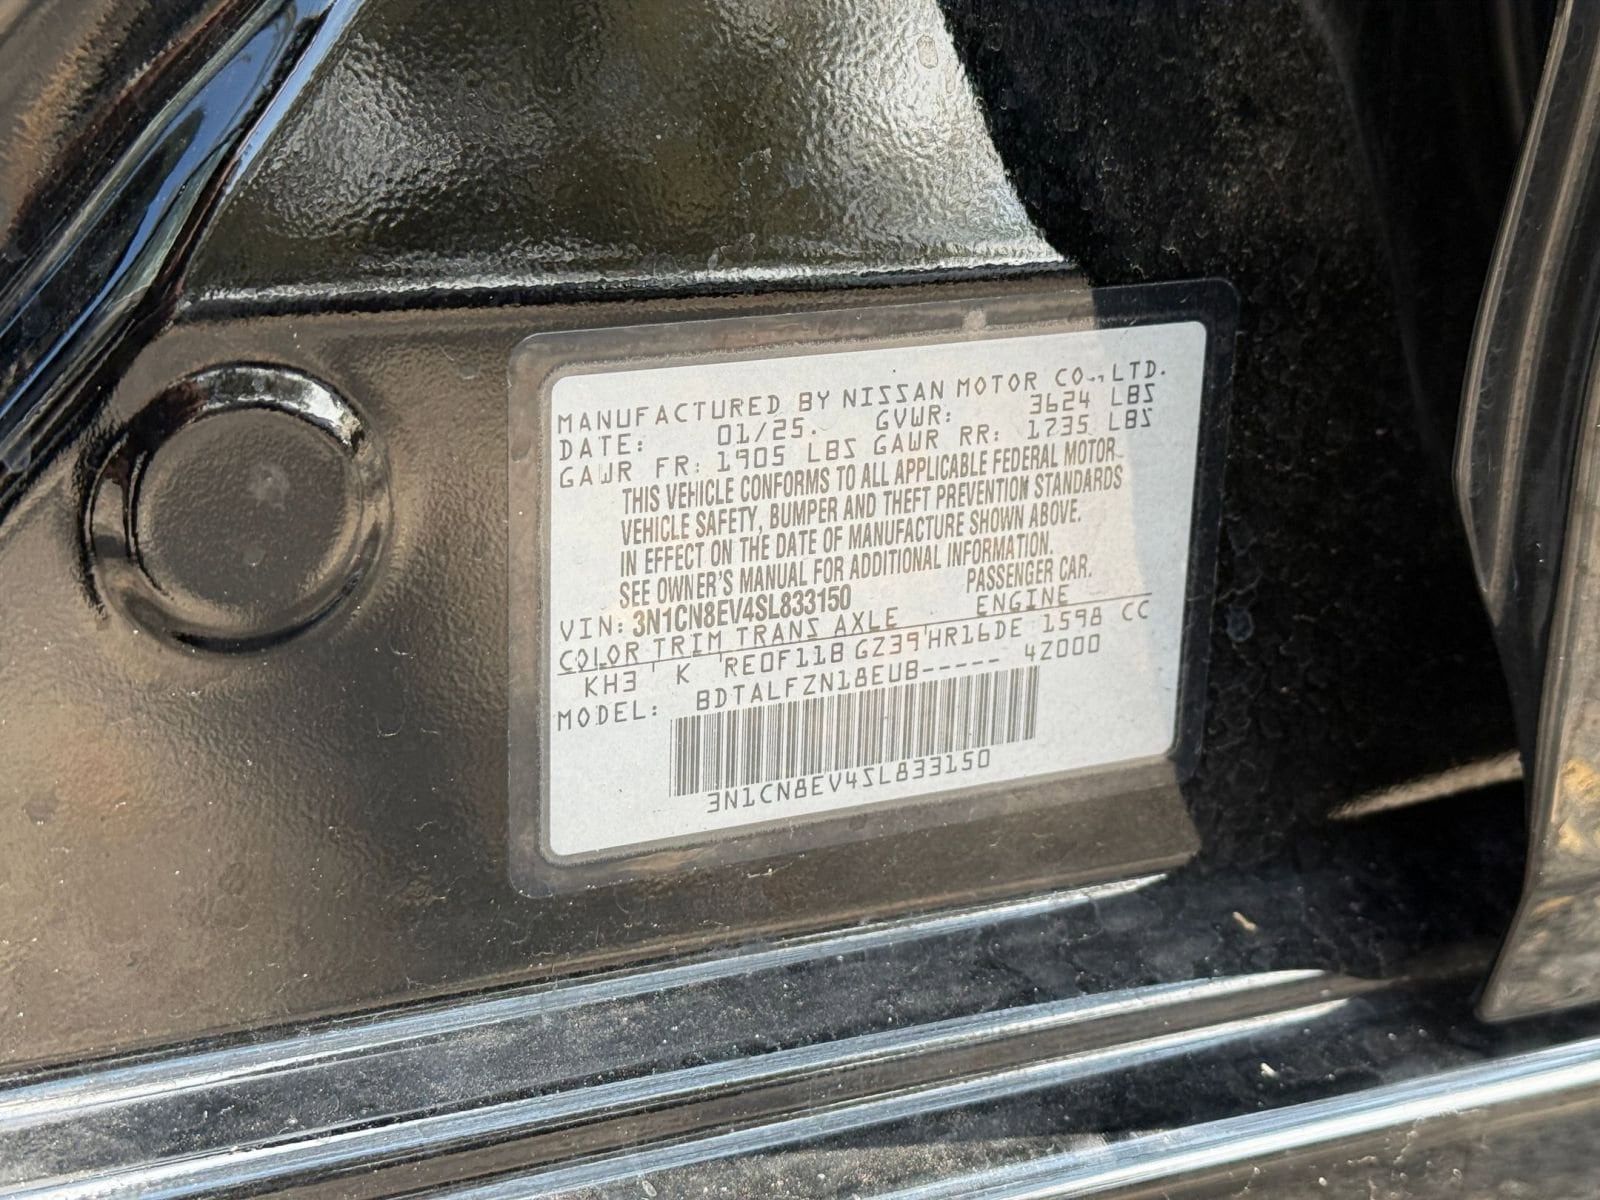 MANUFACTURED BY NISSAN MOTOR CO.,LTD.
DATE: 01/25. GVWR: 3624 LBS
GAWR FR: 1905 LBS GAWR RR: 1735 LBS
THIS VEHICLE CONFORMS TO ALL APPLICABLE FEDERAL MOTOR
VEHICLE SAFETY, BUMPER AND THEFT PREVENTION STANDARDS
IN EFFECT ON THE DATE OF MANUFACTURE SHOWN ABOVE.
SEE OWNER'S MANUAL FOR ADDITIONAL INFORMATION.
VIN: 3N1CN8EV4SL833150 PASSENGER CAR.
COLOR TRIM TRANS AXLE ENGINE
KH3 ' K ' RE0F11B GZ39'HR16DE 1598 CC
MODEL: BDTALFZN18EUB----- 4Z000
3N1CN8EV4SL833150